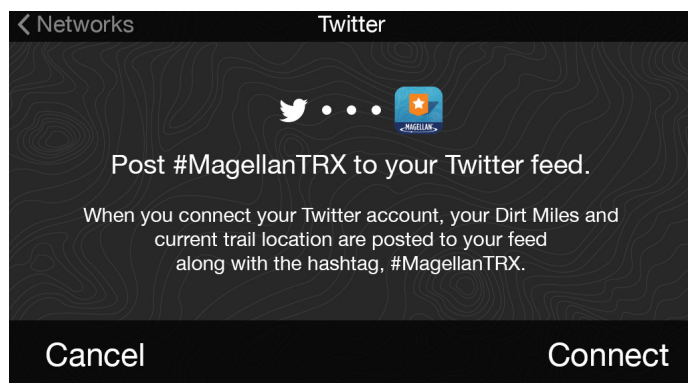 Networks
Twitter
MAGELLAN
Post #MagellanTRX to your Twitter feed.
When you connect your Twitter account, your Dirt Miles and
current trail location are posted to your feed
along with the hashtag, #MagellanTRX.
Cancel
Connect